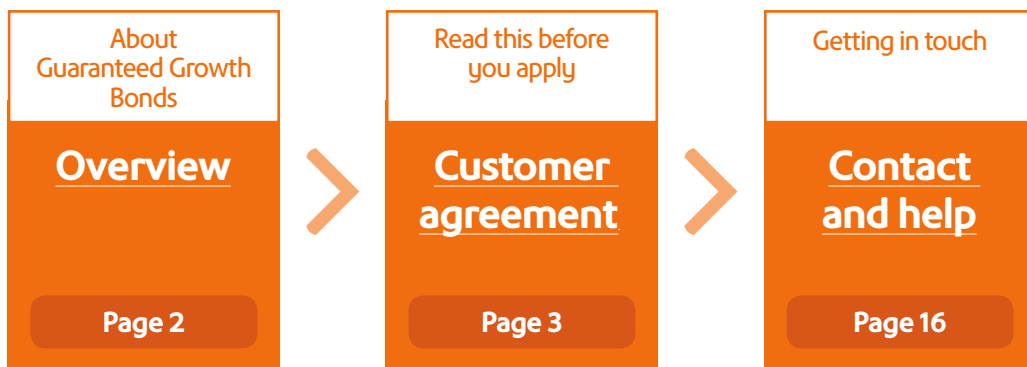 About
Guaranteed Growth
Bonds
Overview
Page 2
Read this before
you apply
Customer
agreement
Page 3
Getting in touch
Contact
and help
Page 16